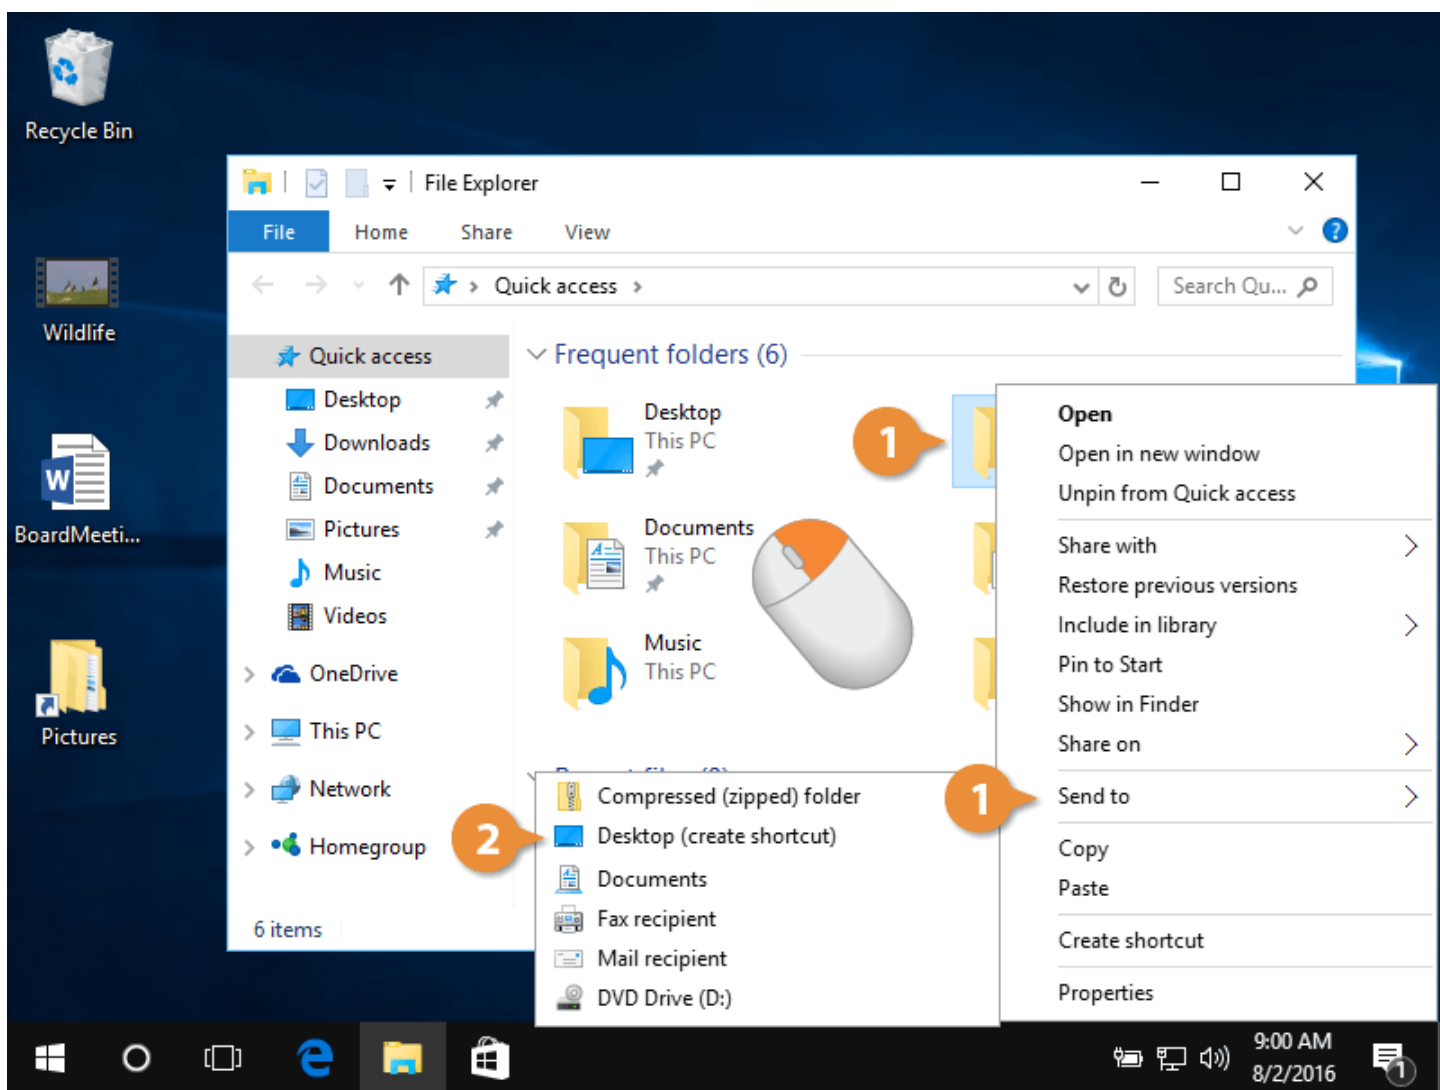 Recycle Bin
Wildlife
BoardMeeti...
Pictures
File Explorer
File Home Share View
?
Quick access
Search Qu...
Quick access
Desktop
Downloads
Documents
Pictures
Music
Videos
OneDrive
This PC
Network
Homegroup
6 items
Frequent folders (6)
Desktop
This PC
Documents
This PC
Music
This PC
1
Open
Open in new window
Unpin from Quick access
Share with
Restore previous versions
Include in library
Pin to Start
Show in Finder
Share on
1
Send to
Copy
Paste
Create shortcut
Properties
Compressed (zipped) folder
2
Desktop (create shortcut)
Documents
Fax recipient
Mail recipient
DVD Drive (D:)
9:00 AM
8/2/2016
1